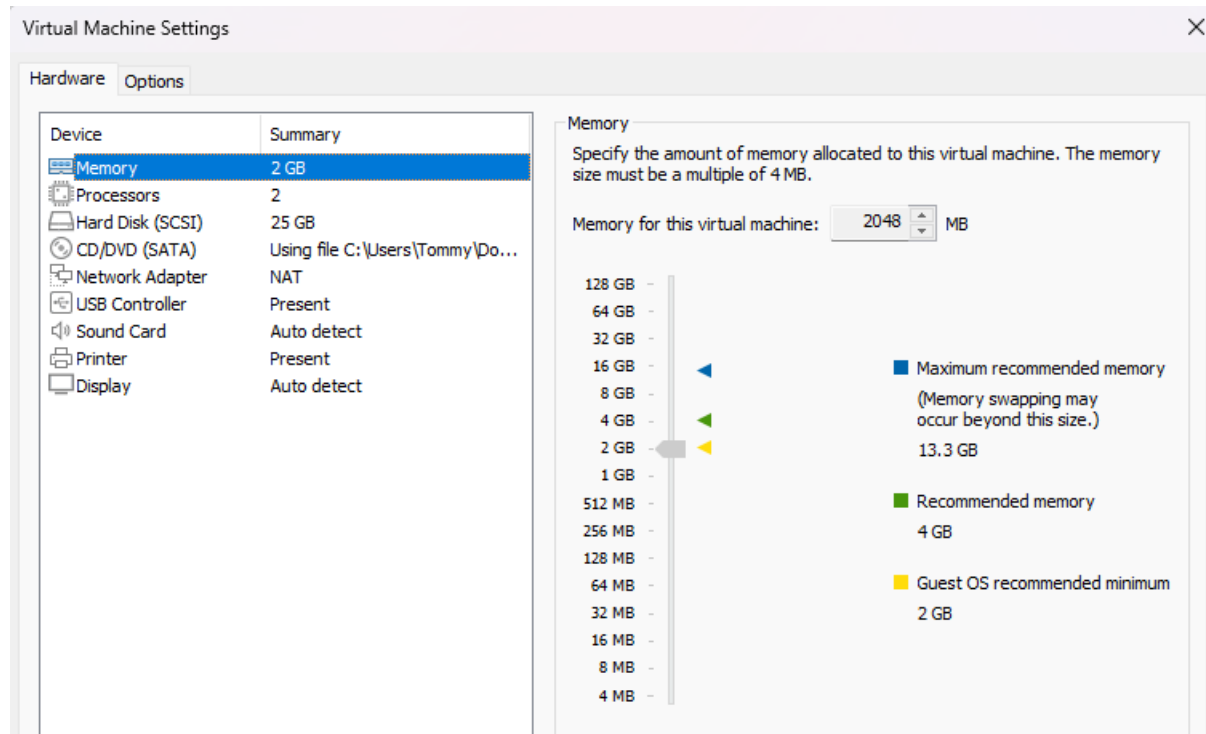 Virtual Machine Settings
Hardware Options
Device Summary
Memory 2 GB
Processors 2
Hard Disk (SCSI) 25 GB
CD/DVD (SATA) Using file C:\Users\Tommy\Do...
Network Adapter NAT
USB Controller Present
Sound Card Auto detect
Printer Present
Display Auto detect
Memory
Specify the amount of memory allocated to this virtual machine. The memory
size must be a multiple of 4 MB.
Memory for this virtual machine: 2048 MB
128 GB
64 GB
32 GB
16 GB
8 GB
4 GB
2 GB
1 GB
512 MB
256 MB
128 MB
64 MB
32 MB
16 MB
8 MB
4 MB
Maximum recommended memory
(Memory swapping may
occur beyond this size.)
13.3 GB
Recommended memory
4 GB
Guest OS recommended minimum
2 GB